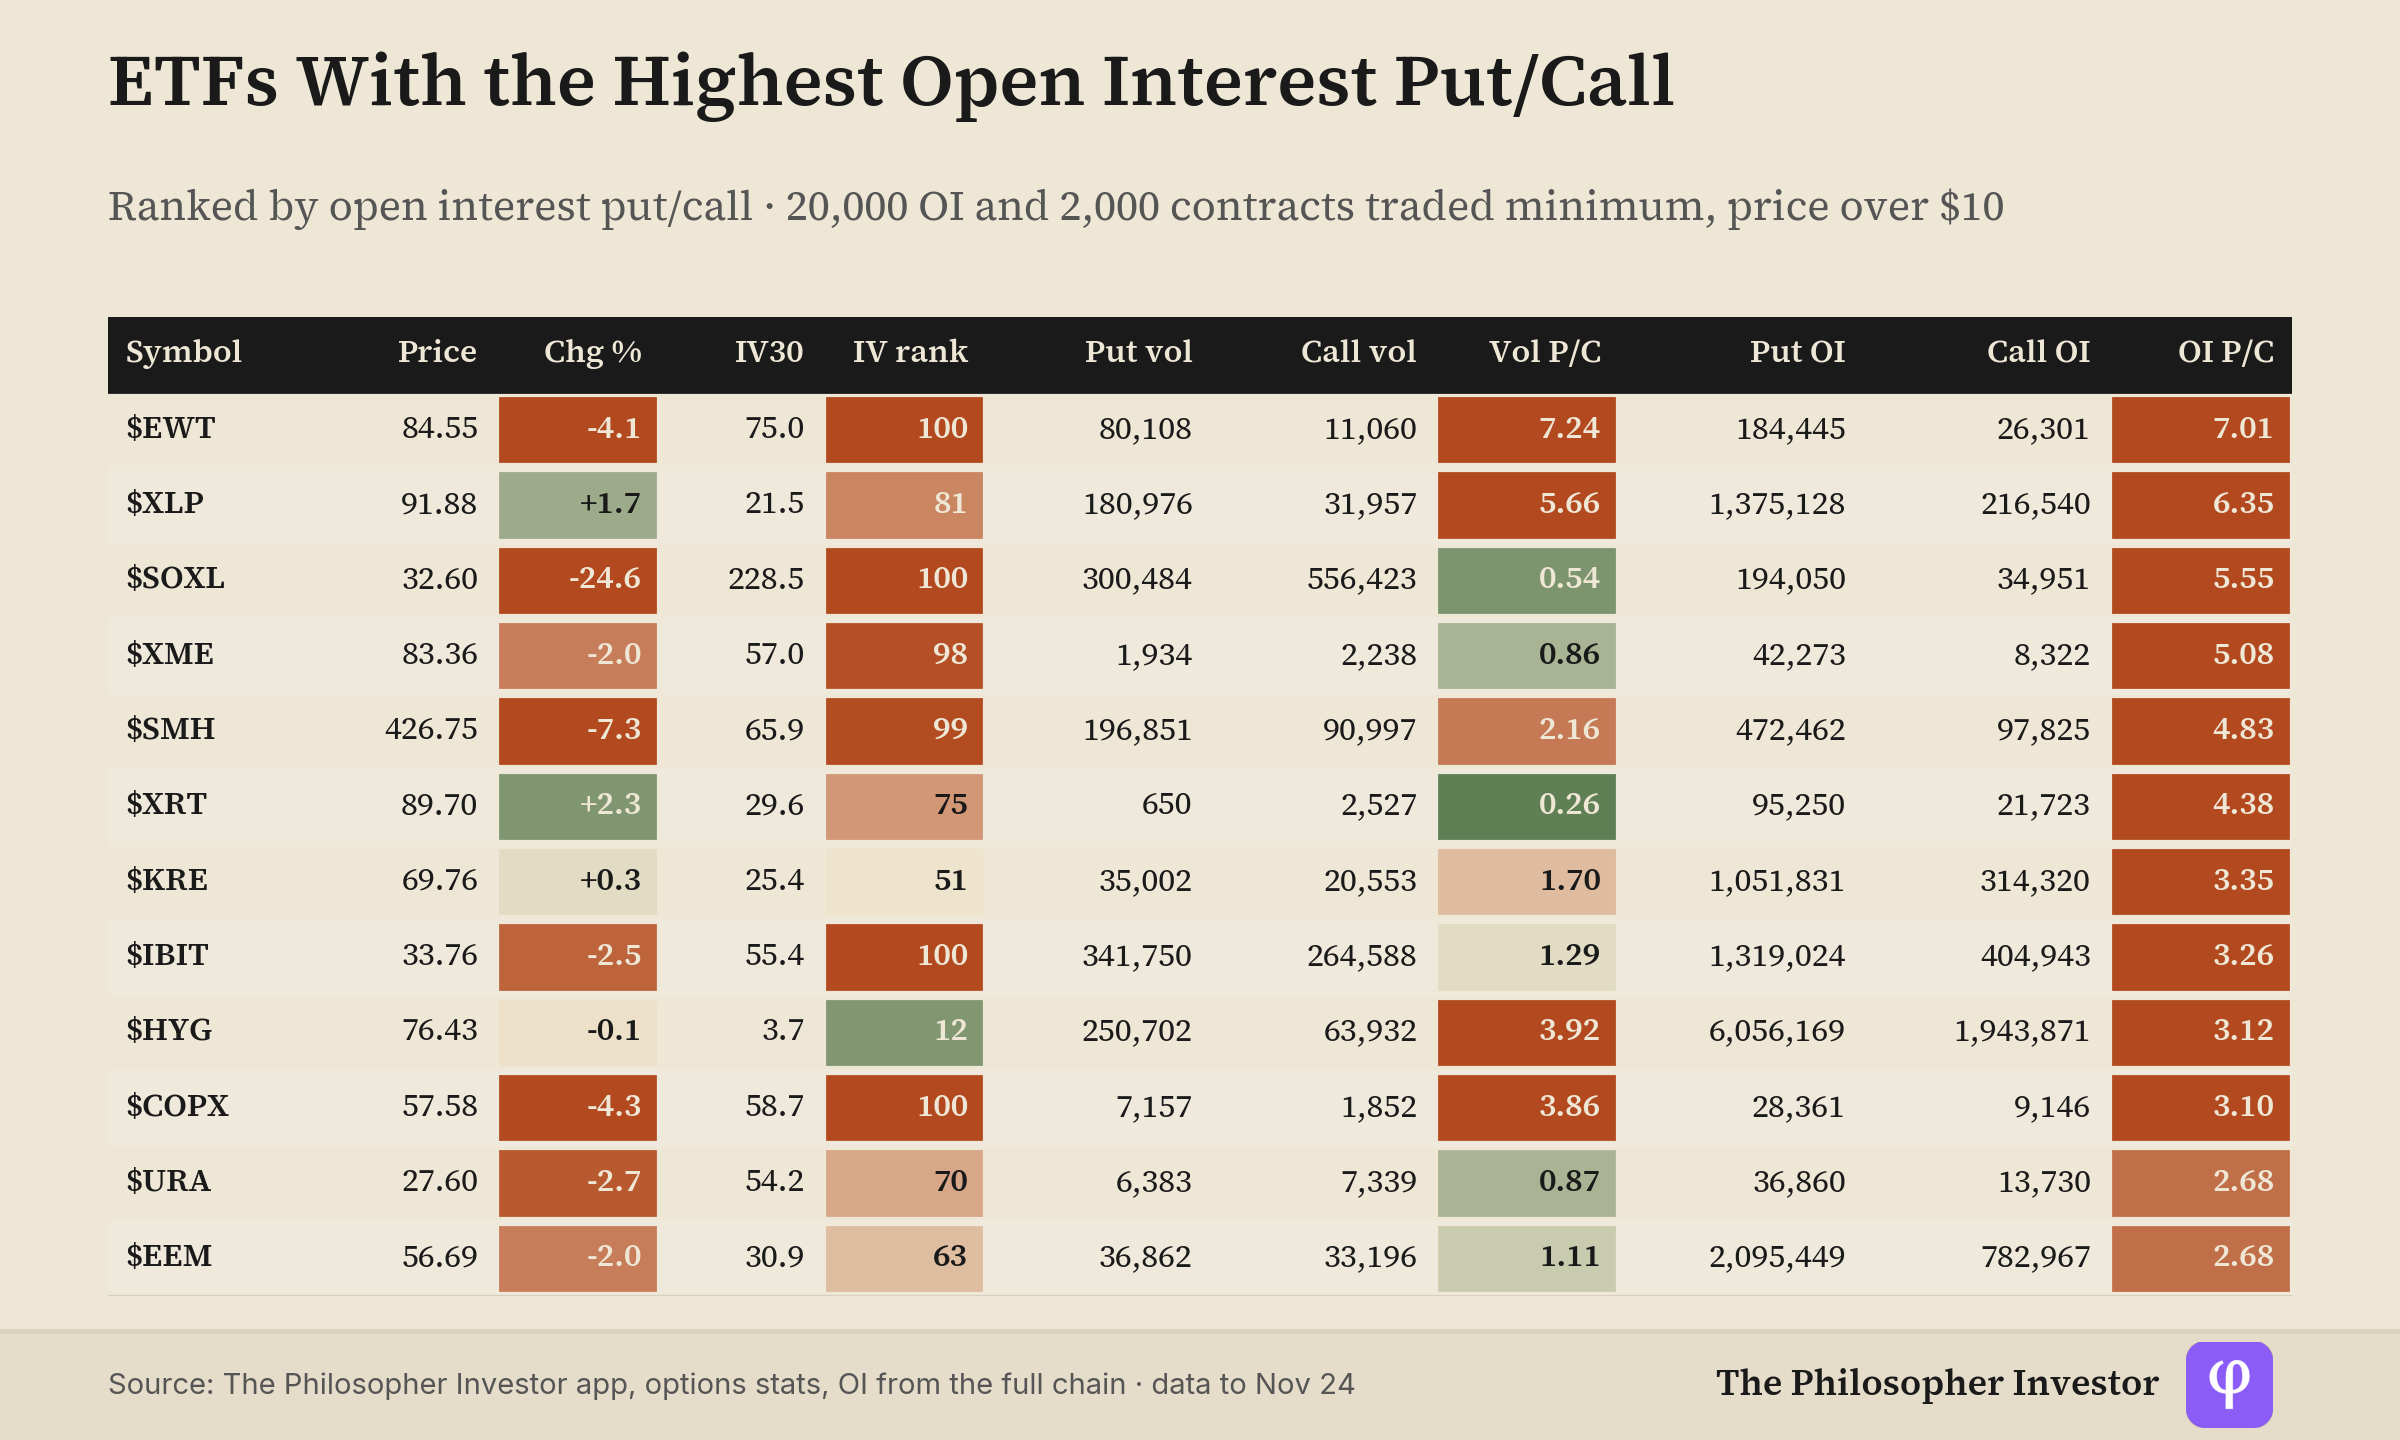 ETFs With the Highest Open Interest Put/Call
Ranked by open interest put/call · 20,000 OI and 2,000 contracts traded minimum, price over $10
Symbol Price Chg % IV30 IV rank Put vol Call vol Vol P/C Put OI Call OI OI P/C
$EWT 84.55 -4.1 75.0 100 80,108 11,060 7.24 184,445 26,301 7.01
$XLP 91.88 +1.7 21.5 81 180,976 31,957 5.66 1,375,128 216,540 6.35
$SOXL 32.60 -24.6 228.5 100 300,484 556,423 0.54 194,050 34,951 5.55
$XME 83.36 -2.0 57.0 98 1,934 2,238 0.86 42,273 8,322 5.08
$SMH 426.75 -7.3 65.9 99 196,851 90,997 2.16 472,462 97,825 4.83
$XRT 89.70 +2.3 29.6 75 650 2,527 0.26 95,250 21,723 4.38
$KRE 69.76 +0.3 25.4 51 35,002 20,553 1.70 1,051,831 314,320 3.35
$IBIT 33.76 -2.5 55.4 100 341,750 264,588 1.29 1,319,024 404,943 3.26
$HYG 76.43 -0.1 3.7 12 250,702 63,932 3.92 6,056,169 1,943,871 3.12
$COPX 57.58 -4.3 58.7 100 7,157 1,852 3.86 28,361 9,146 3.10
$URA 27.60 -2.7 54.2 70 6,383 7,339 0.87 36,860 13,730 2.68
$EEM 56.69 -2.0 30.9 63 36,862 33,196 1.11 2,095,449 782,967 2.68
Source: The Philosopher Investor app, options stats, OI from the full chain · data to Nov 24
The Philosopher Investor φ